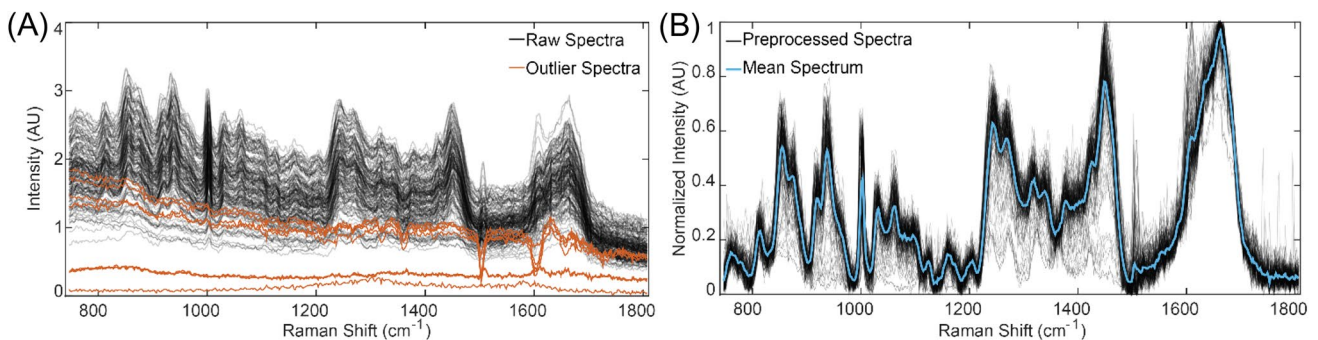 (A)
4
3
2
1
0
Intensity (AU)
Raw Spectra
Outlier Spectra
800 1000 1200 1400 1600 1800
Raman Shift (cm⁻¹)
(B)
1
0.8
0.6
0.4
0.2
0
Normalized Intensity (AU)
Preprocessed Spectra
Mean Spectrum
800 1000 1200 1400 1600 1800
Raman Shift (cm⁻¹)